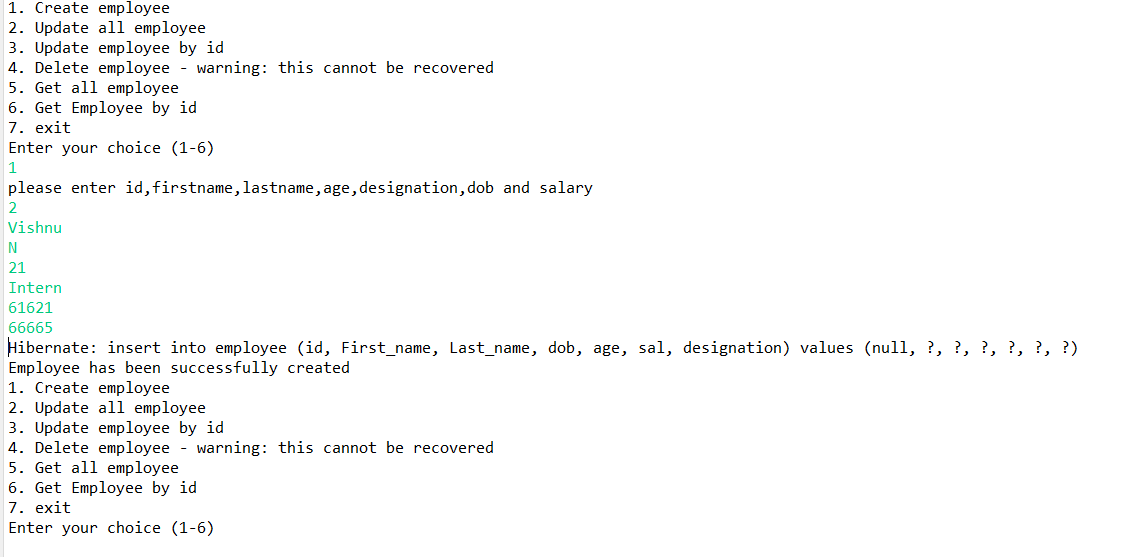 1. Create employee
2. Update all employee
3. Update employee by id
4. Delete employee - warning: this cannot be recovered
5. Get all employee
6. Get Employee by id
7. exit
Enter your choice (1-6)
1
please enter id,firstname,lastname,age,designation,dob and salary
2
Vishnu
N
21
Intern
61621
66665
Hibernate: insert into employee (id, First_name, Last_name, dob, age, sal, designation) values (null, ?, ?, ?, ?, ?, ?)
Employee has been successfully created
1. Create employee
2. Update all employee
3. Update employee by id
4. Delete employee - warning: this cannot be recovered
5. Get all employee
6. Get Employee by id
7. exit
Enter your choice (1-6)